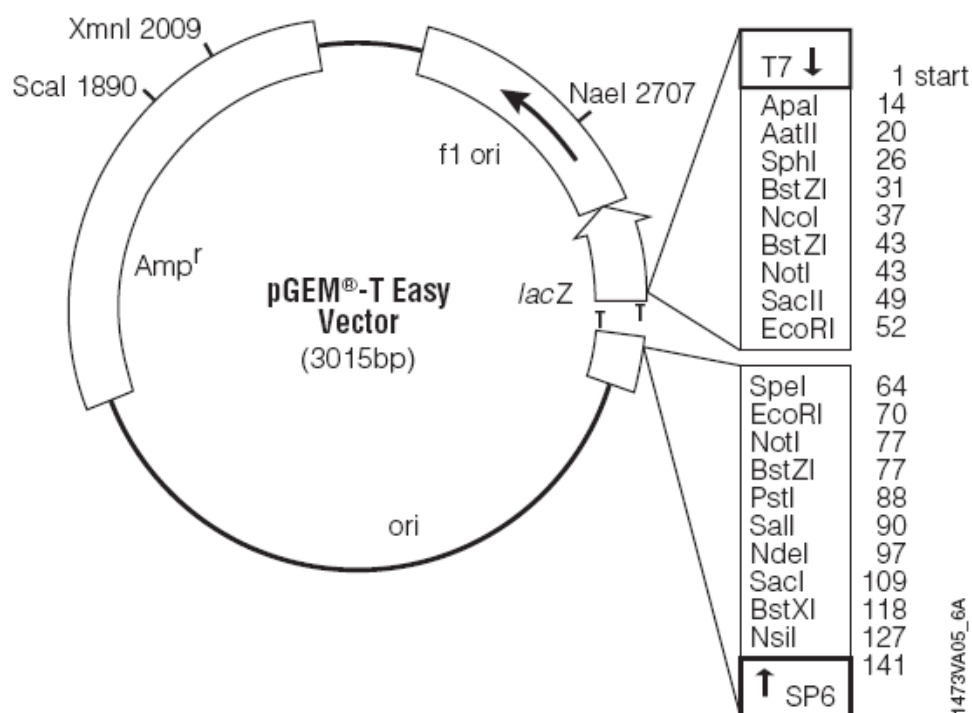 XmnI 2009
ScaI 1890
NaeI 2707
f1 ori
Ampr
pGEM®-T Easy
Vector
(3015bp)
lacZ
T T
ori
T7 ↓
1 start
ApaI 14
AatII 20
SphI 26
BstZI 31
NcoI 37
BstZI 43
NotI 43
SacII 49
EcoRI 52
SpeI 64
EcoRI 70
NotI 77
BstZI 77
PstI 88
SalI 90
NdeI 97
SacI 109
BstXI 118
NsiI 127
141
↑ SP6
1473VA05_6A